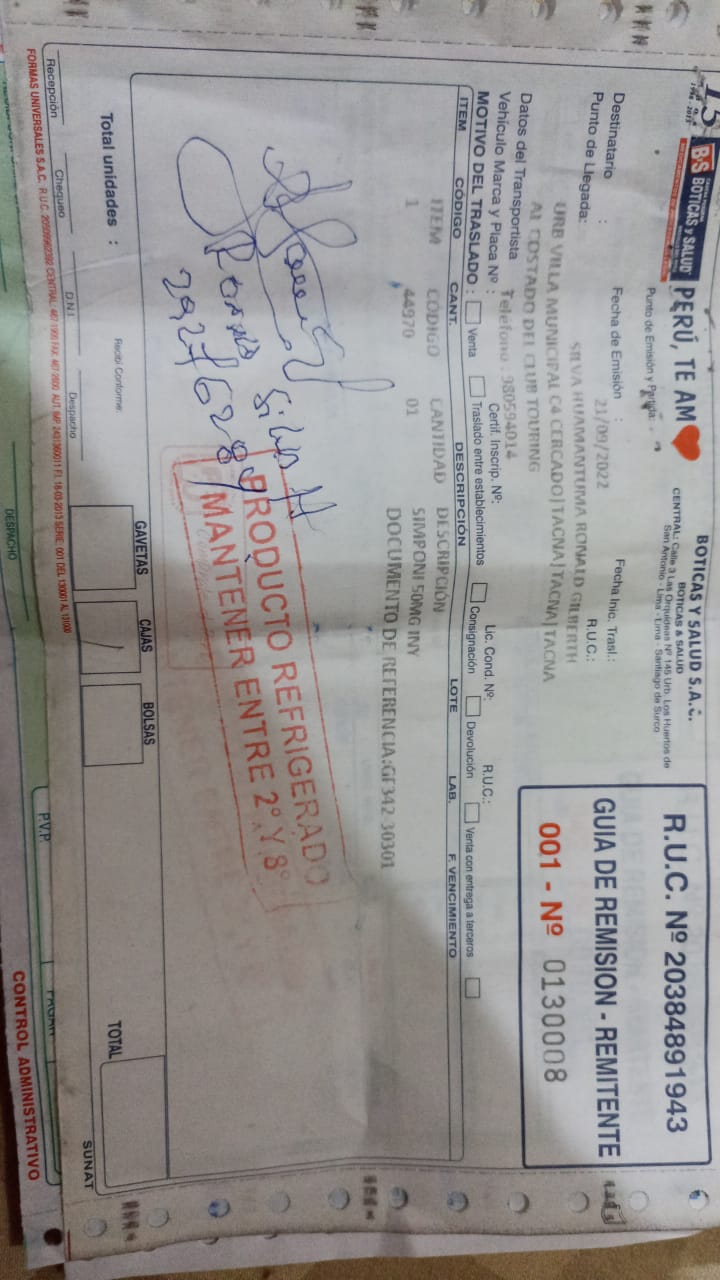 B·S BOTICAS y SALUD PERÚ, TE AM
BOTICAS Y SALUD S.A.C.
BOTICAS & SALUD
CENTRAL: Calle 3 Las Orquídeas Nº 145 Urb. Los Huertos de
San Antonio - Lima - Lima - Santiago de Surco
R.U.C. Nº 20384891943
GUIA DE REMISION - REMITENTE
001 - Nº 0130008
Punto de Emisión y Partida:
Fecha de Emisión :
21/09/2022
Fecha Inic. Trasl.:
Destinatario :
SILVA HUAMANTUMA RONALD GILBERTH
R.U.C.:
Punto de Llegada:
URB VILLA MUNICIPAL C4 CERCADO|TACNA|TACNA|TACNA
AL COSTADO DEL CLUB TOURING
Datos del Transportista
Teléfono : 980594014
R.U.C.:
Vehículo Marca y Placa Nº :
Certif. Inscrip. Nº:
Lic. Cond. Nº:
MOTIVO DEL TRASLADO : Venta Traslado entre establecimientos Consignación Devolución Venta con entrega a terceros
ITEM CÓDIGO CANT. DESCRIPCIÓN LOTE LAB. F. VENCIMIENTO
ITEM CÓDIGO CANTIDAD DESCRIPCIÓN
1 44970 01 SIMPONI 50MG INY
DOCUMENTO DE REFERENCIA:GF342 30301
PRODUCTO REFRIGERADO
MANTENER ENTRE 2° Y 8°
Total unidades :
Recibí Conforme:
GAVETAS CAJAS BOLSAS
TOTAL
SUNAT
Recepción Chequeo D.N.I. Despacho
DESPACHO
P.V.P.
CONTROL ADMINISTRATIVO